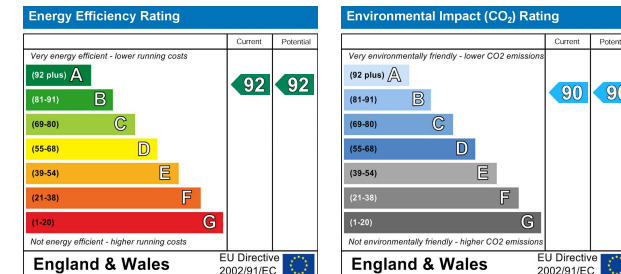 Energy Efficiency Rating
Current Potential
Very energy efficient - lower running costs
(92 plus) A
92 92
(81-91) B
(69-80) C
(55-68) D
(39-54) E
(21-38) F
(1-20) G
Not energy efficient - higher running costs
England & Wales
EU Directive
2002/91/EC
Environmental Impact (CO₂) Rating
Current Potent
Very environmentally friendly - lower CO2 emissions
(92 plus) A
(81-91) B
90 90
(69-80) C
(55-68) D
(39-54) E
(21-38) F
(1-20) G
Not environmentally friendly - higher CO2 emissions
England & Wales
EU Directive
2002/91/EC